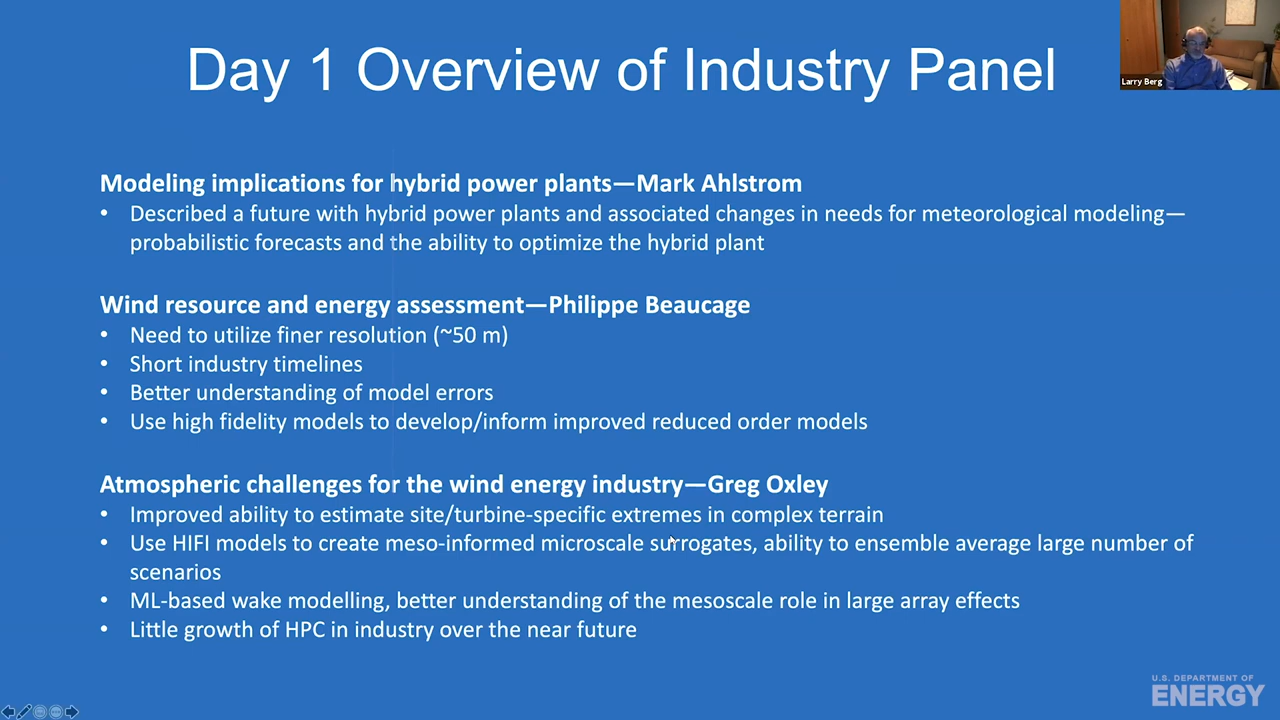 Day 1 Overview of Industry Panel
Larry Berg
Modeling implications for hybrid power plants—Mark Ahlstrom
• Described a future with hybrid power plants and associated changes in needs for meteorological modeling—
probabilistic forecasts and the ability to optimize the hybrid plant
Wind resource and energy assessment—Philippe Beaucage
• Need to utilize finer resolution (~50 m)
• Short industry timelines
• Better understanding of model errors
• Use high fidelity models to develop/inform improved reduced order models
Atmospheric challenges for the wind energy industry—Greg Oxley
• Improved ability to estimate site/turbine-specific extremes in complex terrain
• Use HIFI models to create meso-informed microscale surrogates, ability to ensemble average large number of
scenarios
• ML-based wake modelling, better understanding of the mesoscale role in large array effects
• Little growth of HPC in industry over the near future
U.S. DEPARTMENT OF
ENERGY